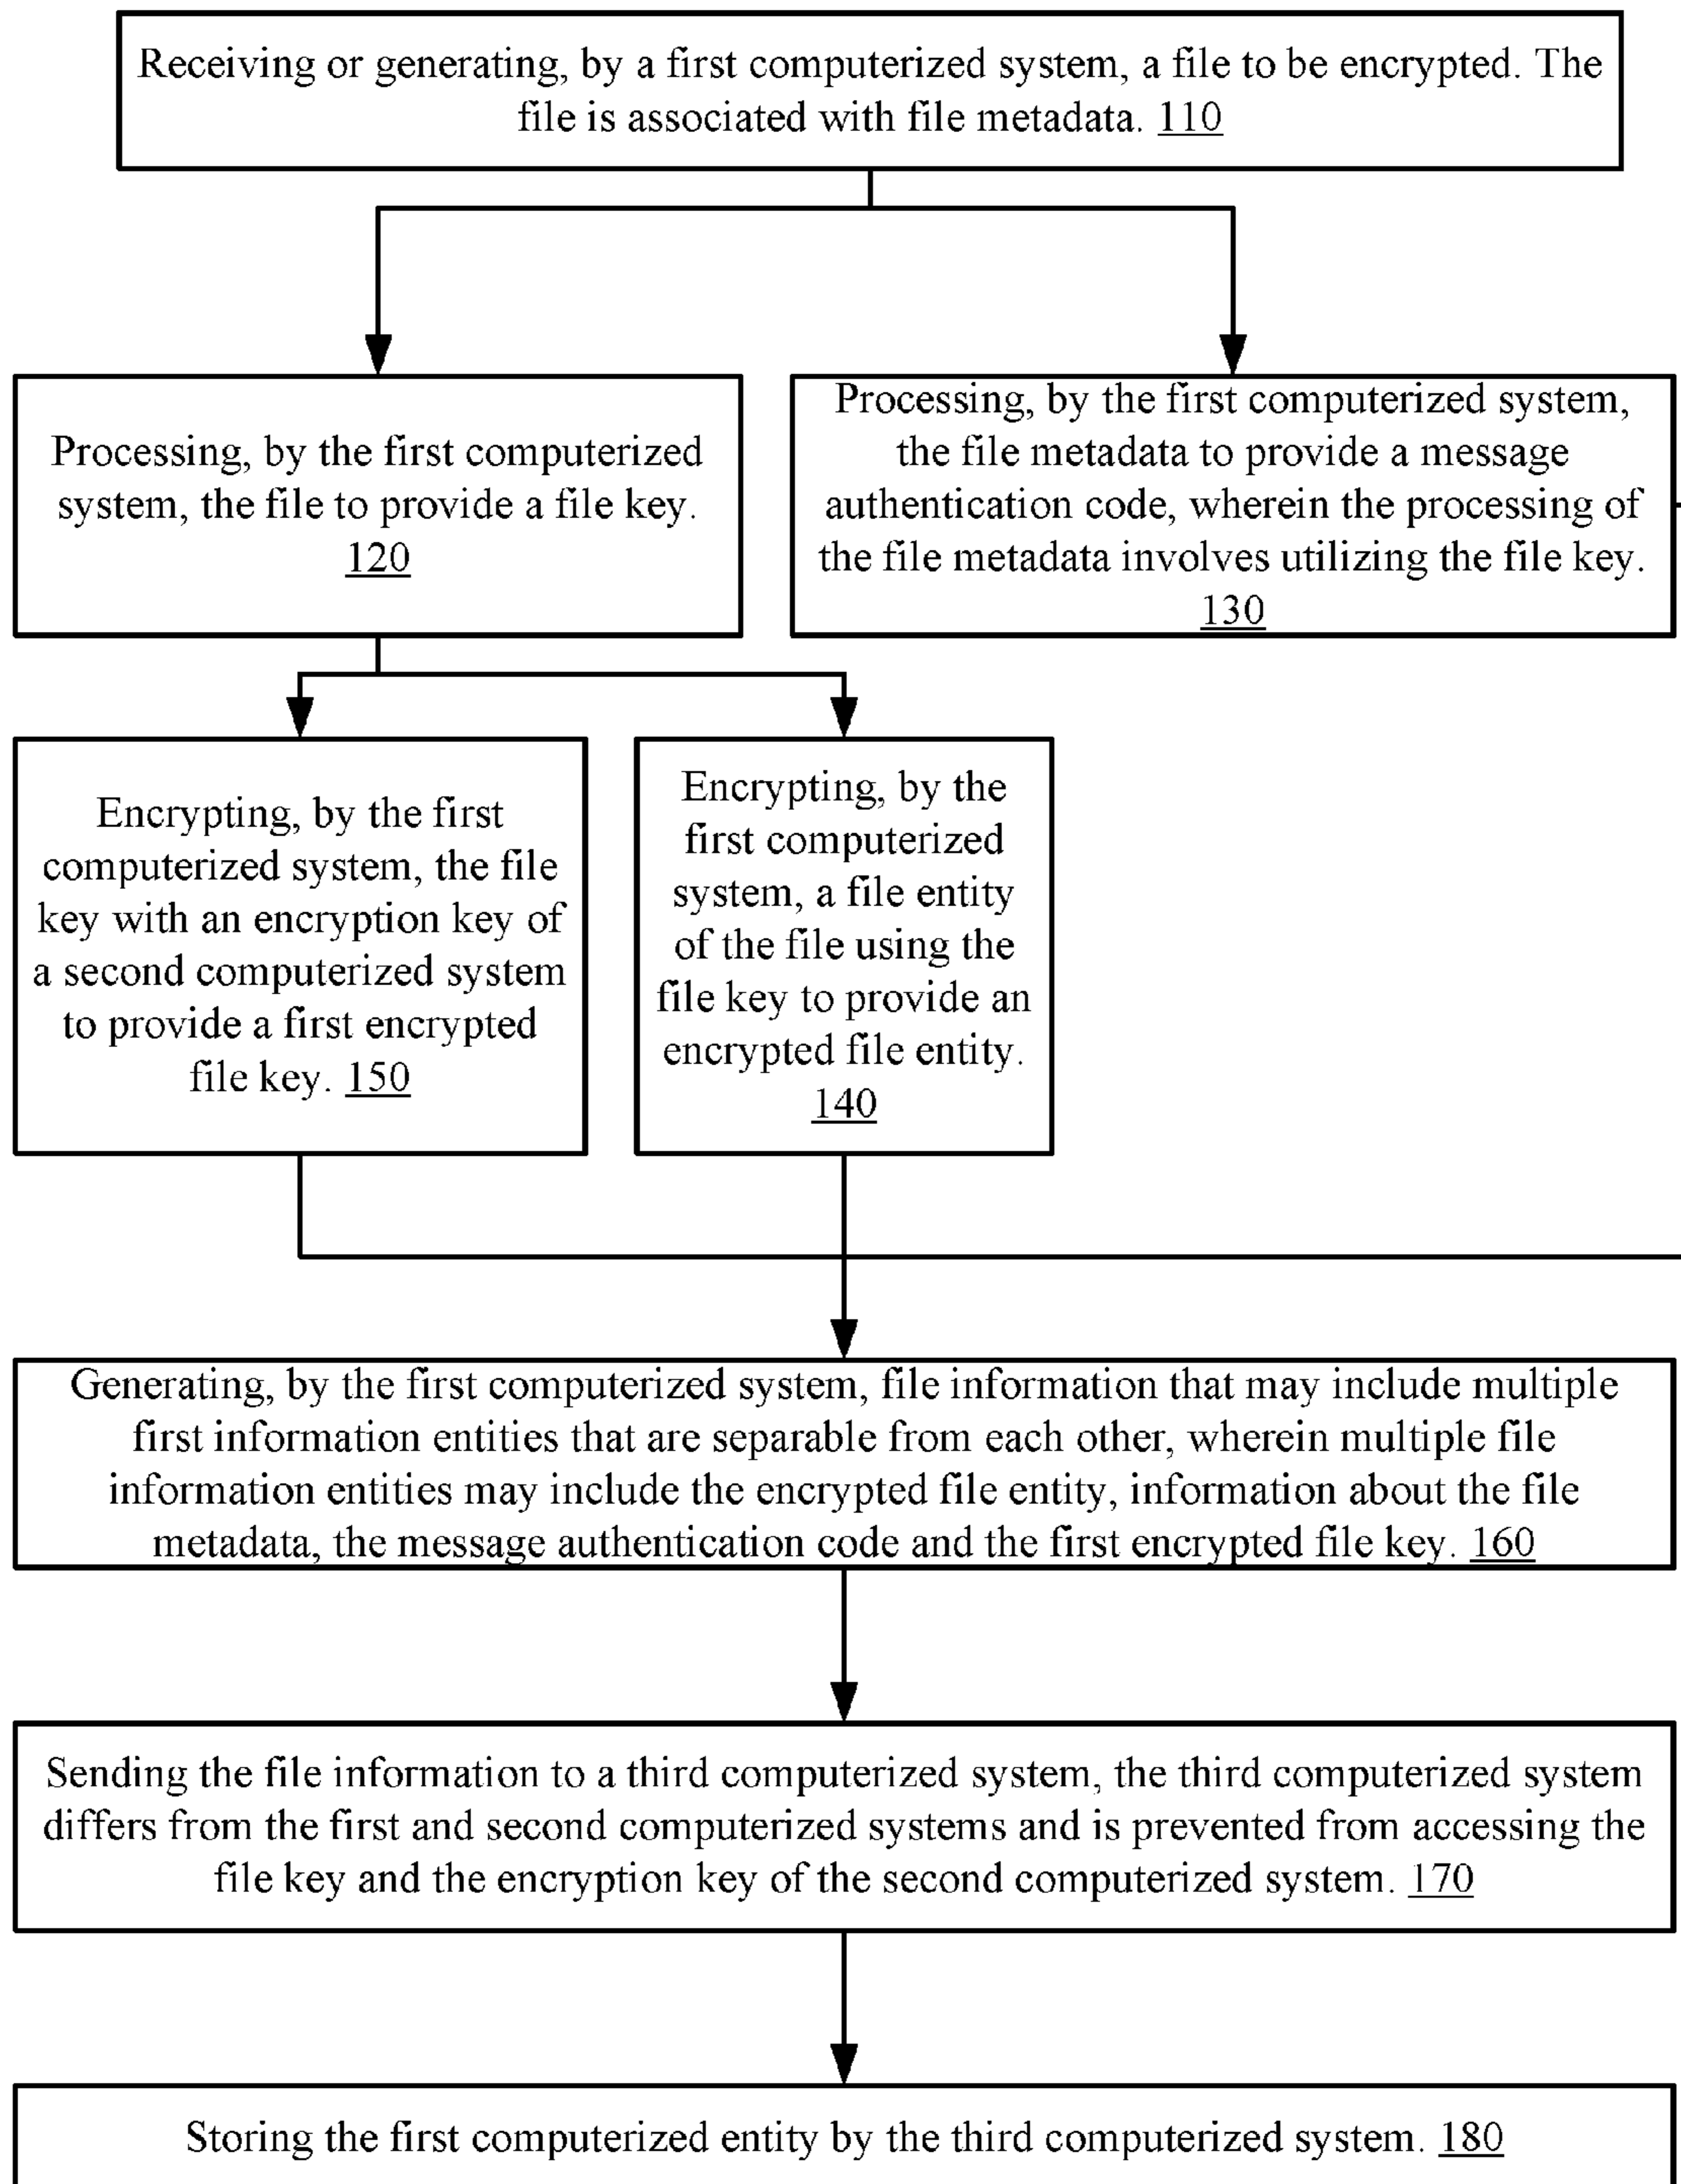 Receiving or generating, by a first computerized system, a file to be encrypted. The
file is associated with file metadata. 110
Processing, by the first computerized
system, the file to provide a file key.
120
Processing, by the first computerized system,
the file metadata to provide a message
authentication code, wherein the processing of
the file metadata involves utilizing the file key.
130
Encrypting, by the first
computerized system, the file
key with an encryption key of
a second computerized system
to provide a first encrypted
file key. 150
Encrypting, by the
first computerized
system, a file entity
of the file using the
file key to provide an
encrypted file entity.
140
Generating, by the first computerized system, file information that may include multiple
first information entities that are separable from each other, wherein multiple file
information entities may include the encrypted file entity, information about the file
metadata, the message authentication code and the first encrypted file key. 160
Sending the file information to a third computerized system, the third computerized system
differs from the first and second computerized systems and is prevented from accessing the
file key and the encryption key of the second computerized system. 170
Storing the first computerized entity by the third computerized system. 180